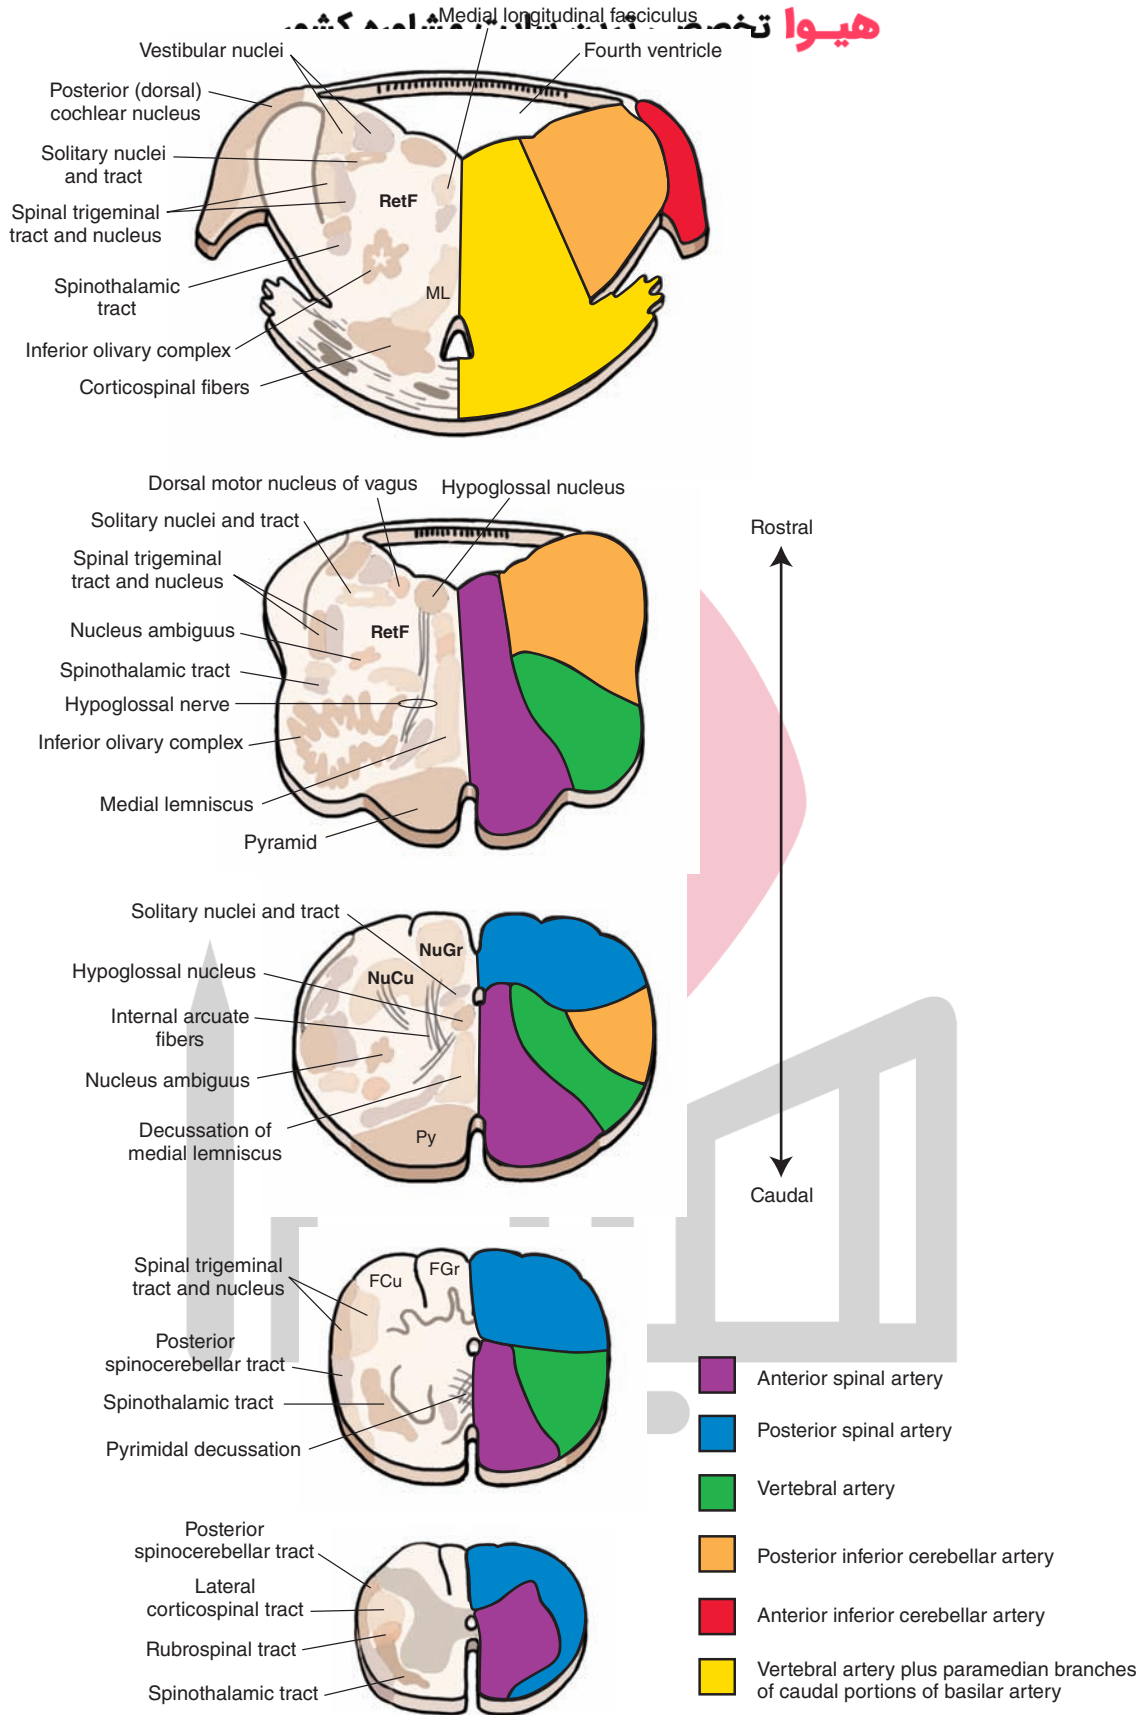 هیـوا تخصصی ترین سایت مشاوره کشور
Medial longitudinal fasciculus
Vestibular nuclei
Fourth ventricle
Posterior (dorsal)
cochlear nucleus
Solitary nuclei
and tract
Spinal trigeminal
tract and nucleus
RetF
Spinothalamic
tract
ML
Inferior olivary complex
Corticospinal fibers
Dorsal motor nucleus of vagus
Hypoglossal nucleus
Solitary nuclei and tract
Spinal trigeminal
tract and nucleus
Nucleus ambiguus
RetF
Spinothalamic tract
Hypoglossal nerve
Inferior olivary complex
Medial lemniscus
Pyramid
Rostral
Caudal
Solitary nuclei and tract
NuGr
Hypoglossal nucleus
NuCu
Internal arcuate
fibers
Nucleus ambiguus
Decussation of
medial lemniscus
Py
Spinal trigeminal
tract and nucleus
FCu
FGr
Posterior
spinocerebellar tract
Spinothalamic tract
Pyrimidal decussation
Posterior
spinocerebellar tract
Lateral
corticospinal tract
Rubrospinal tract
Spinothalamic tract
Anterior spinal artery
Posterior spinal artery
Vertebral artery
Posterior inferior cerebellar artery
Anterior inferior cerebellar artery
Vertebral artery plus paramedian branches
of caudal portions of basilar artery